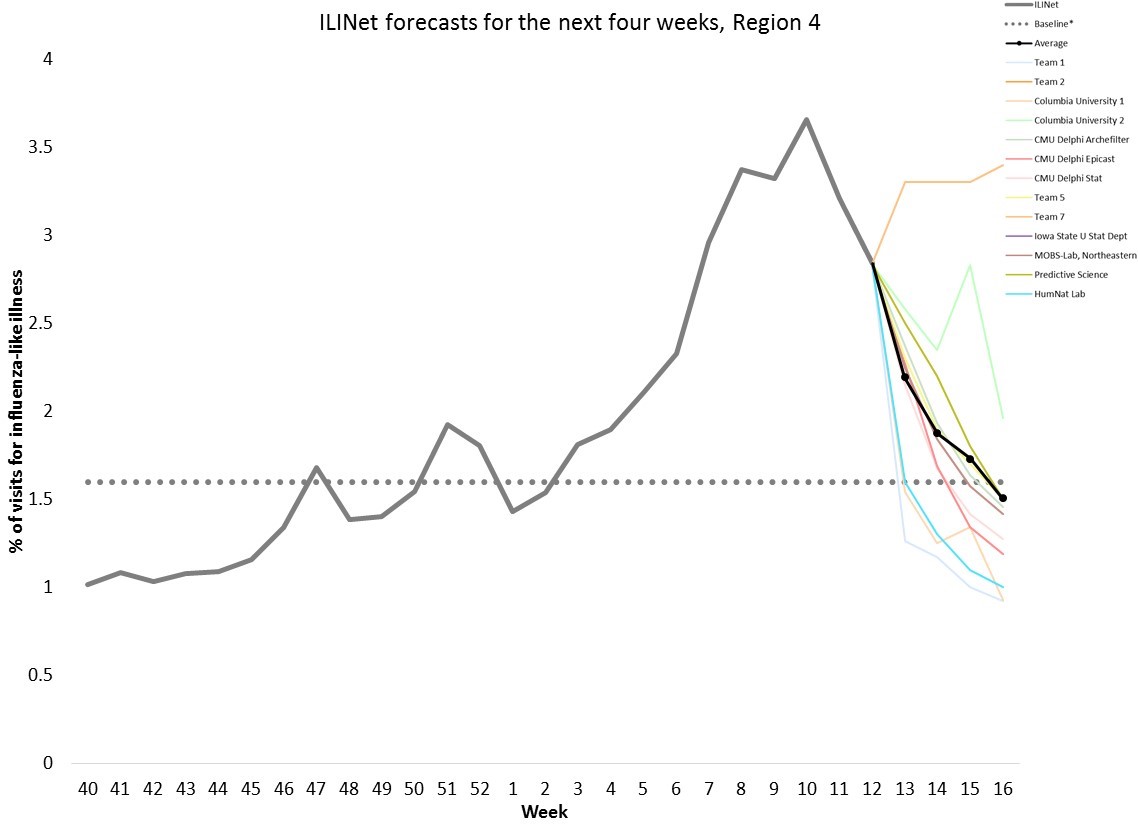 ILINet forecasts for the next four weeks, Region 4
ILINet
Baseline*
Average
Team 1
Team 2
Columbia University 1
Columbia University 2
CMU Delphi Archefilter
CMU Delphi Epicast
CMU Delphi Stat
Team 5
Team 7
Iowa State U Stat Dept
MOBS-Lab, Northeastern
Predictive Science
HumNat Lab
% of visits for influenza-like illness
4
3.5
3
2.5
2
1.5
1
0.5
0
40 41 42 43 44 45 46 47 48 49 50 51 52 1 2 3 4 5 6 7 8 9 10 11 12 13 14 15 16
Week